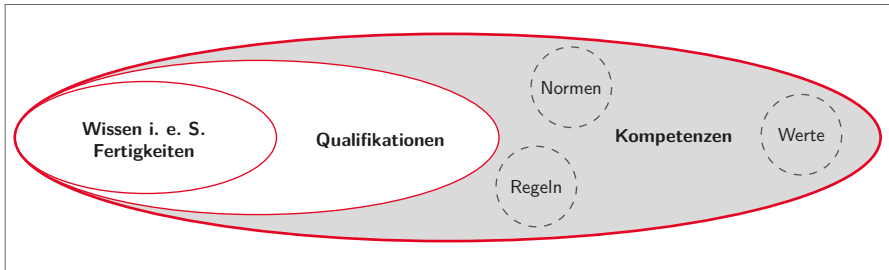 Wissen i. e. S.
Fertigkeiten
Qualifikationen
Normen
Regeln
Kompetenzen
Werte